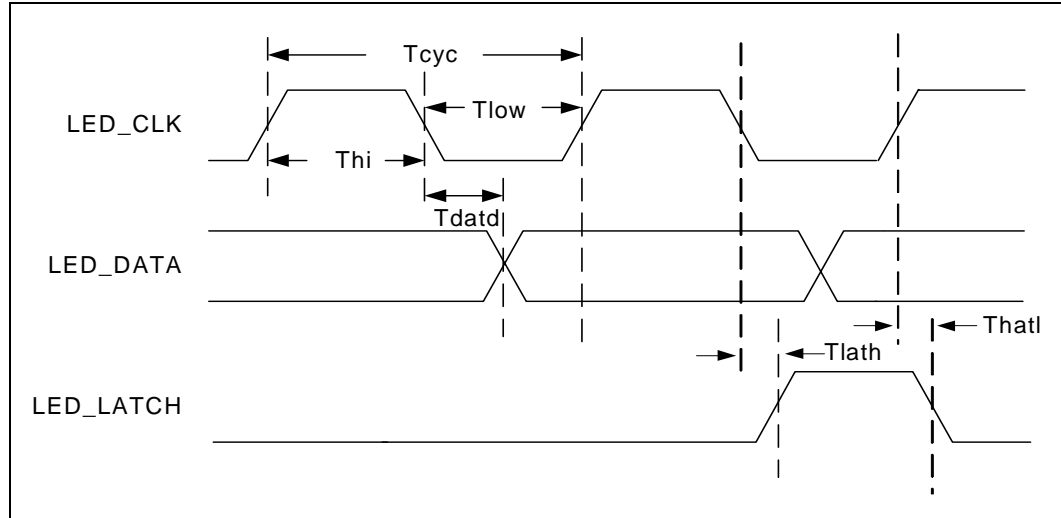 Tcyc
LED_CLK
Tlow
Thi
Tdatd
LED_DATA
Thatl
Tlath
LED_LATCH